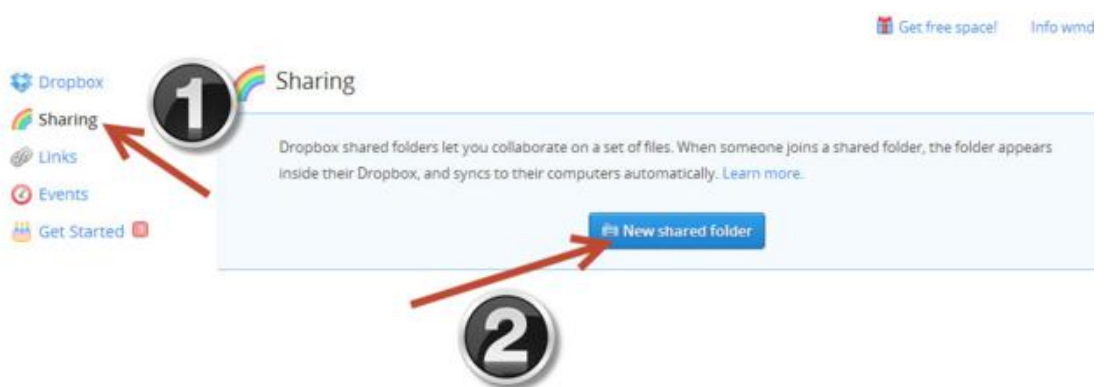 Get free space! Info wmd
Dropbox
Sharing
Links
Events
Get Started
1
Sharing
Dropbox shared folders let you collaborate on a set of files. When someone joins a shared folder, the folder appears
inside their Dropbox, and syncs to their computers automatically. Learn more.
New shared folder
2